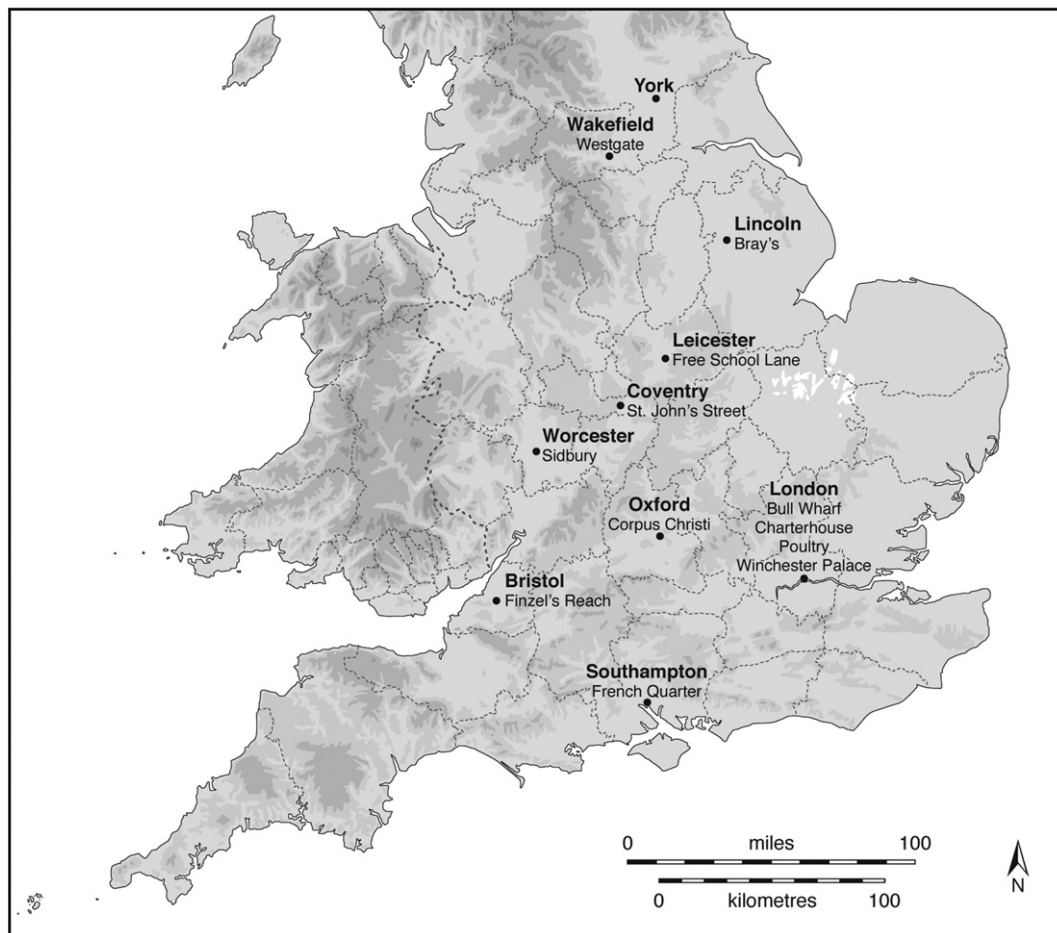 York
Wakefield
Westgate
Lincoln
Bray's
Leicester
Free School Lane
Coventry
St. John's Street
Worcester
Sidbury
Oxford
Corpus Christi
London
Bull Wharf
Charterhouse
Poultry
Winchester Palace
Bristol
Finzel's Reach
Southampton
French Quarter
0 miles 100
0 kilometres 100
N